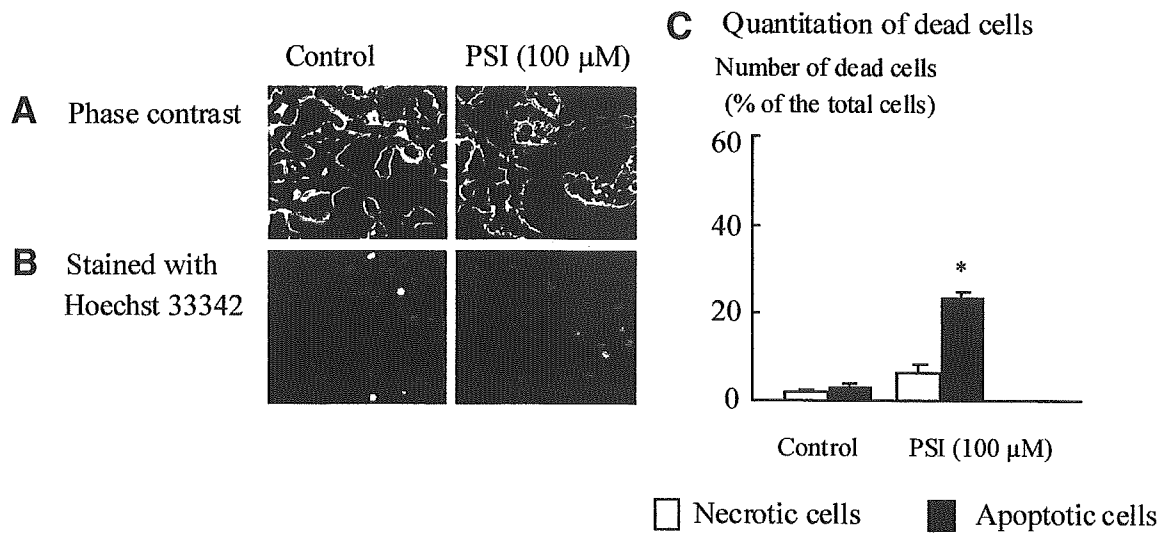 Control
PSI (100 µM)
A Phase contrast
B Stained with
Hoechst 33342
C Quantitation of dead cells
Number of dead cells
(% of the total cells)
60
40
20
0
*
Control
PSI (100 µM)
Necrotic cells
Apoptotic cells